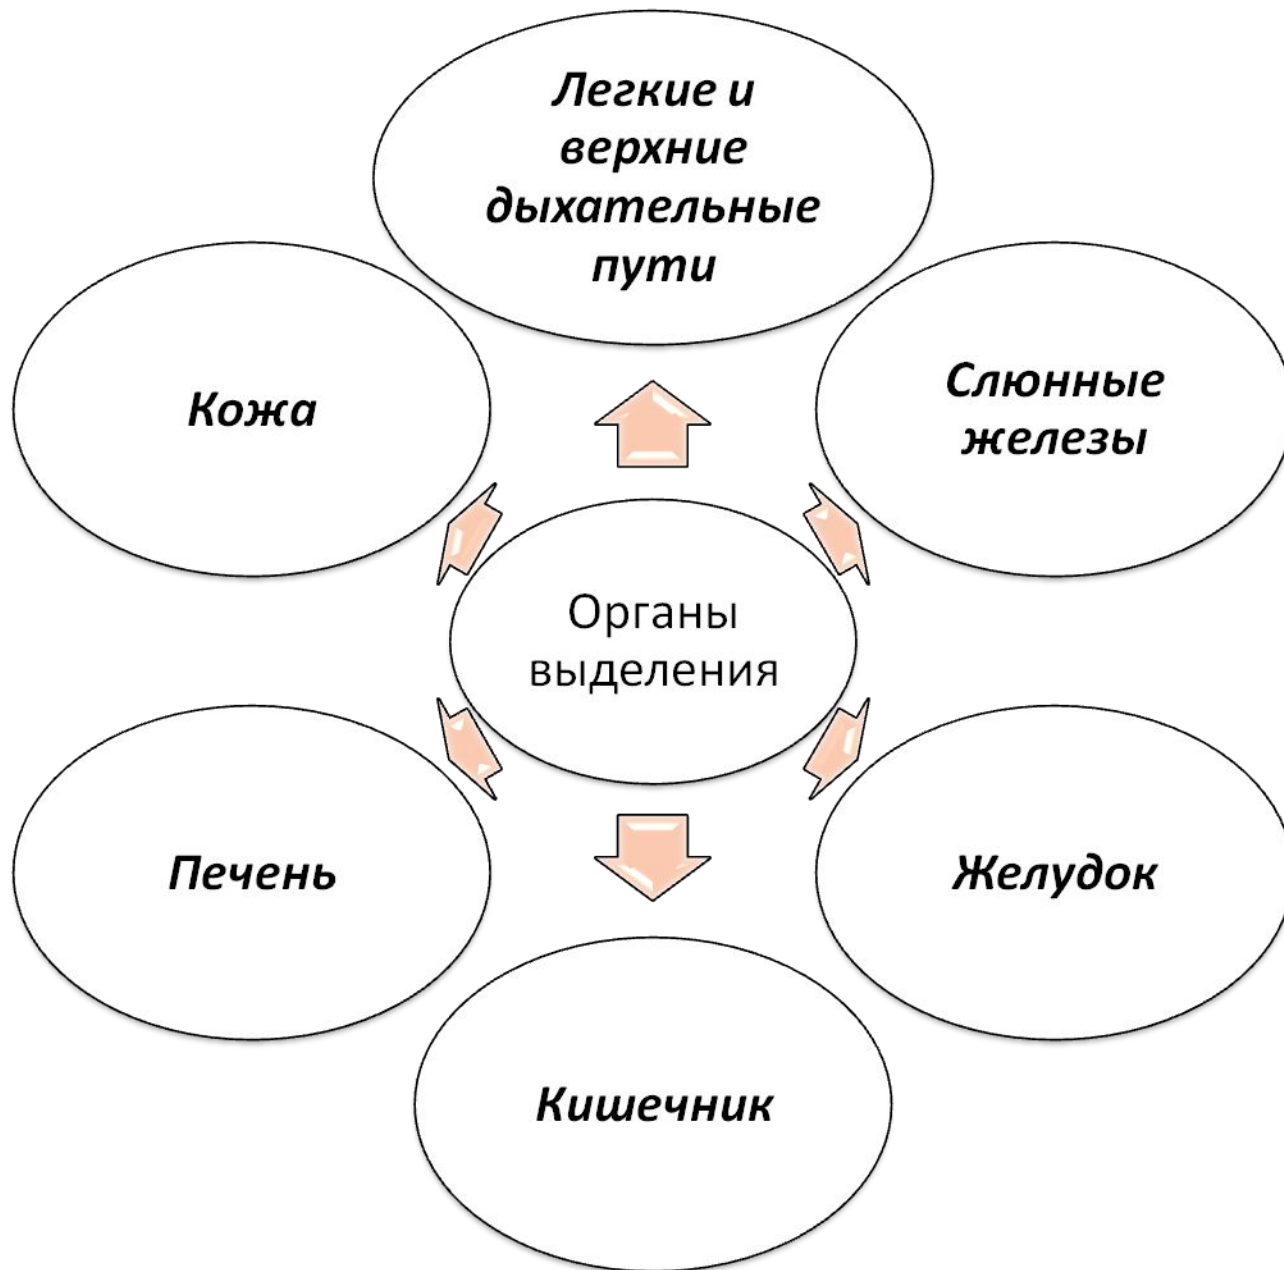 Легкие и
верхние
дыхательные
пути
Кожа
Слюнные
железы
Органы
выделения
Печень
Желудок
Кишечник